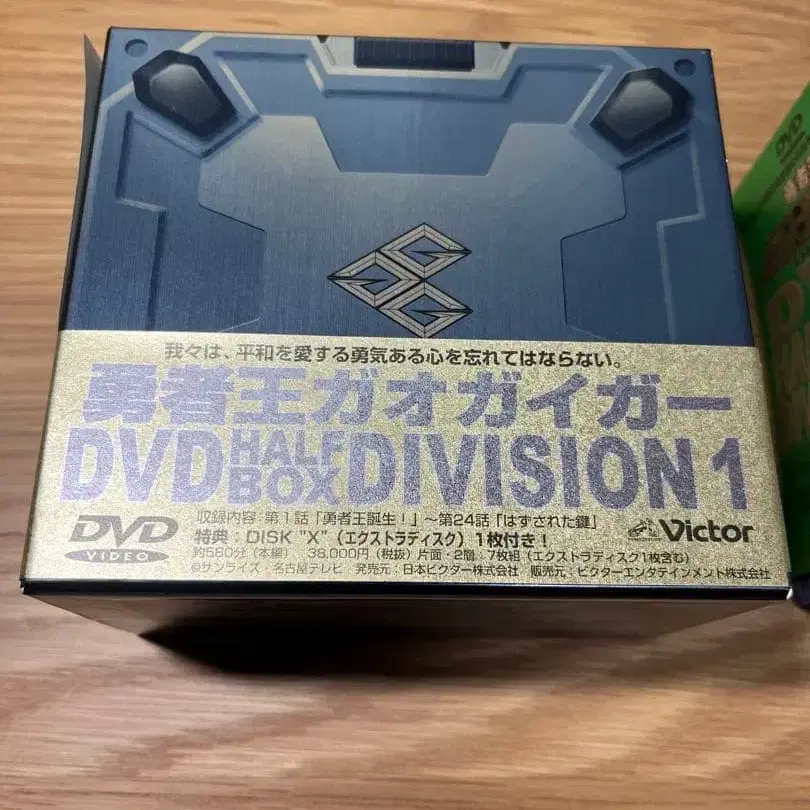 我々は、平和を愛する勇気ある心を忘れてはならない。
勇者王ガオガイガー
DVD HALF BOX DIVISION 1
収録内容 第1話「勇者王誕生！」～第24話「はずされた鍵」
特典：DISK "X"（エクストラディスク）1枚付き！
約580分（本編） 38,000円（税抜）片面・2層／7枚組（エクストラディスク1枚含む）
©サンライズ・名古屋テレビ 発売元：日本ビクター株式会社 販売元：ビクターエンタテインメント株式会社
DVD VIDEO
Victor
DVD